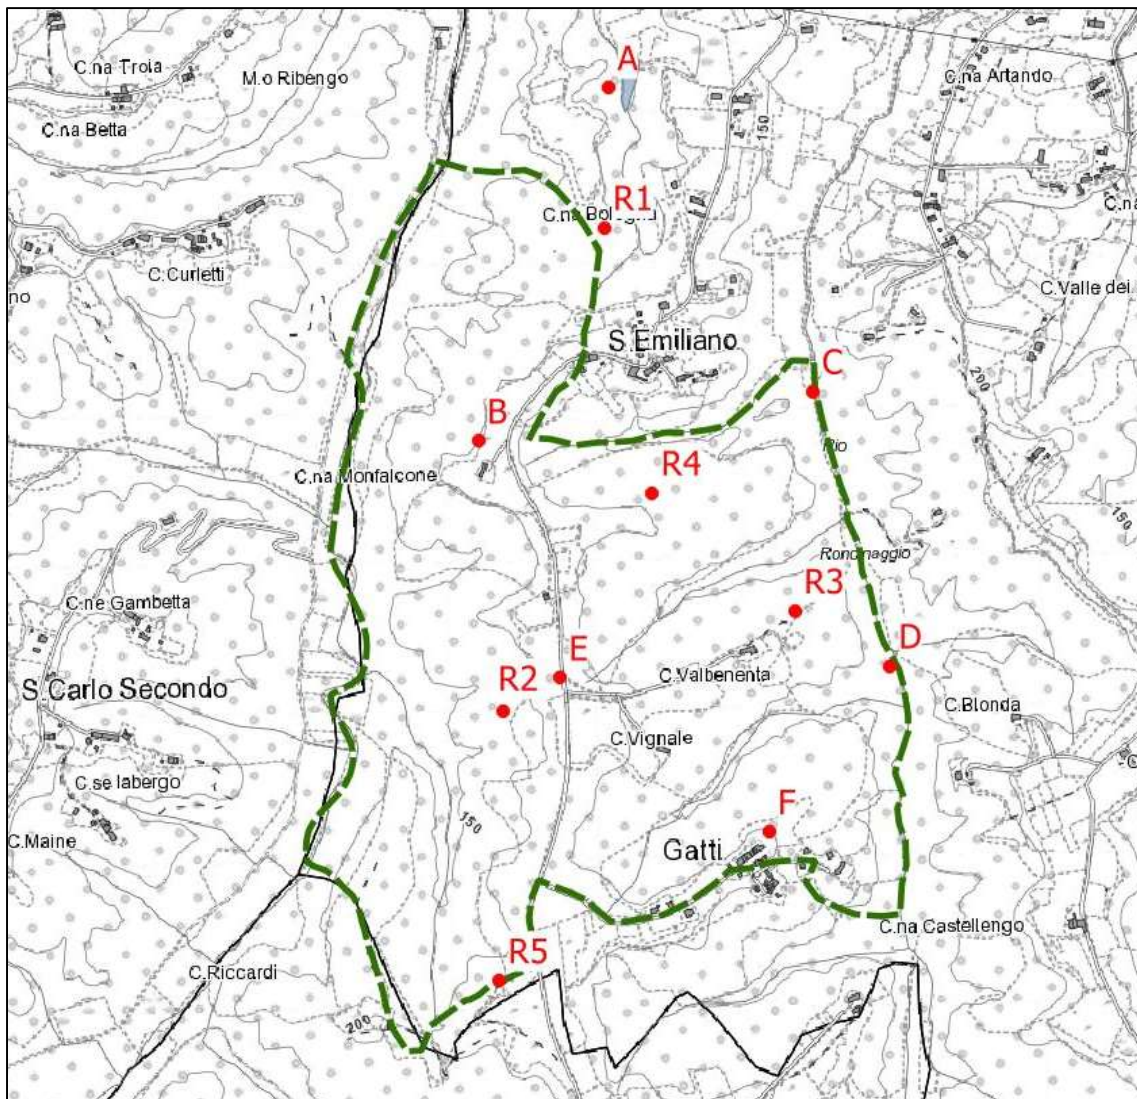 A
C.na Troia
M.o Ribengo
C.na Artando
C.na Betta
150
R1
C.na Bologna
C.na
C.Curletti
C.Valle dei
no
S.Emiliano
C
200
B
Rio
R4
C.na Monfalcone
150
Roncinaggio
R3
C.ne Gambetta
E
D
S.Carlo Secondo
R2
C.Valbenenta
C.Blonda
C.Vignale
C.se Iabergo
150
F
C.Maine
Gatti
C.na Castellengo
R5
C.Riccardi
200